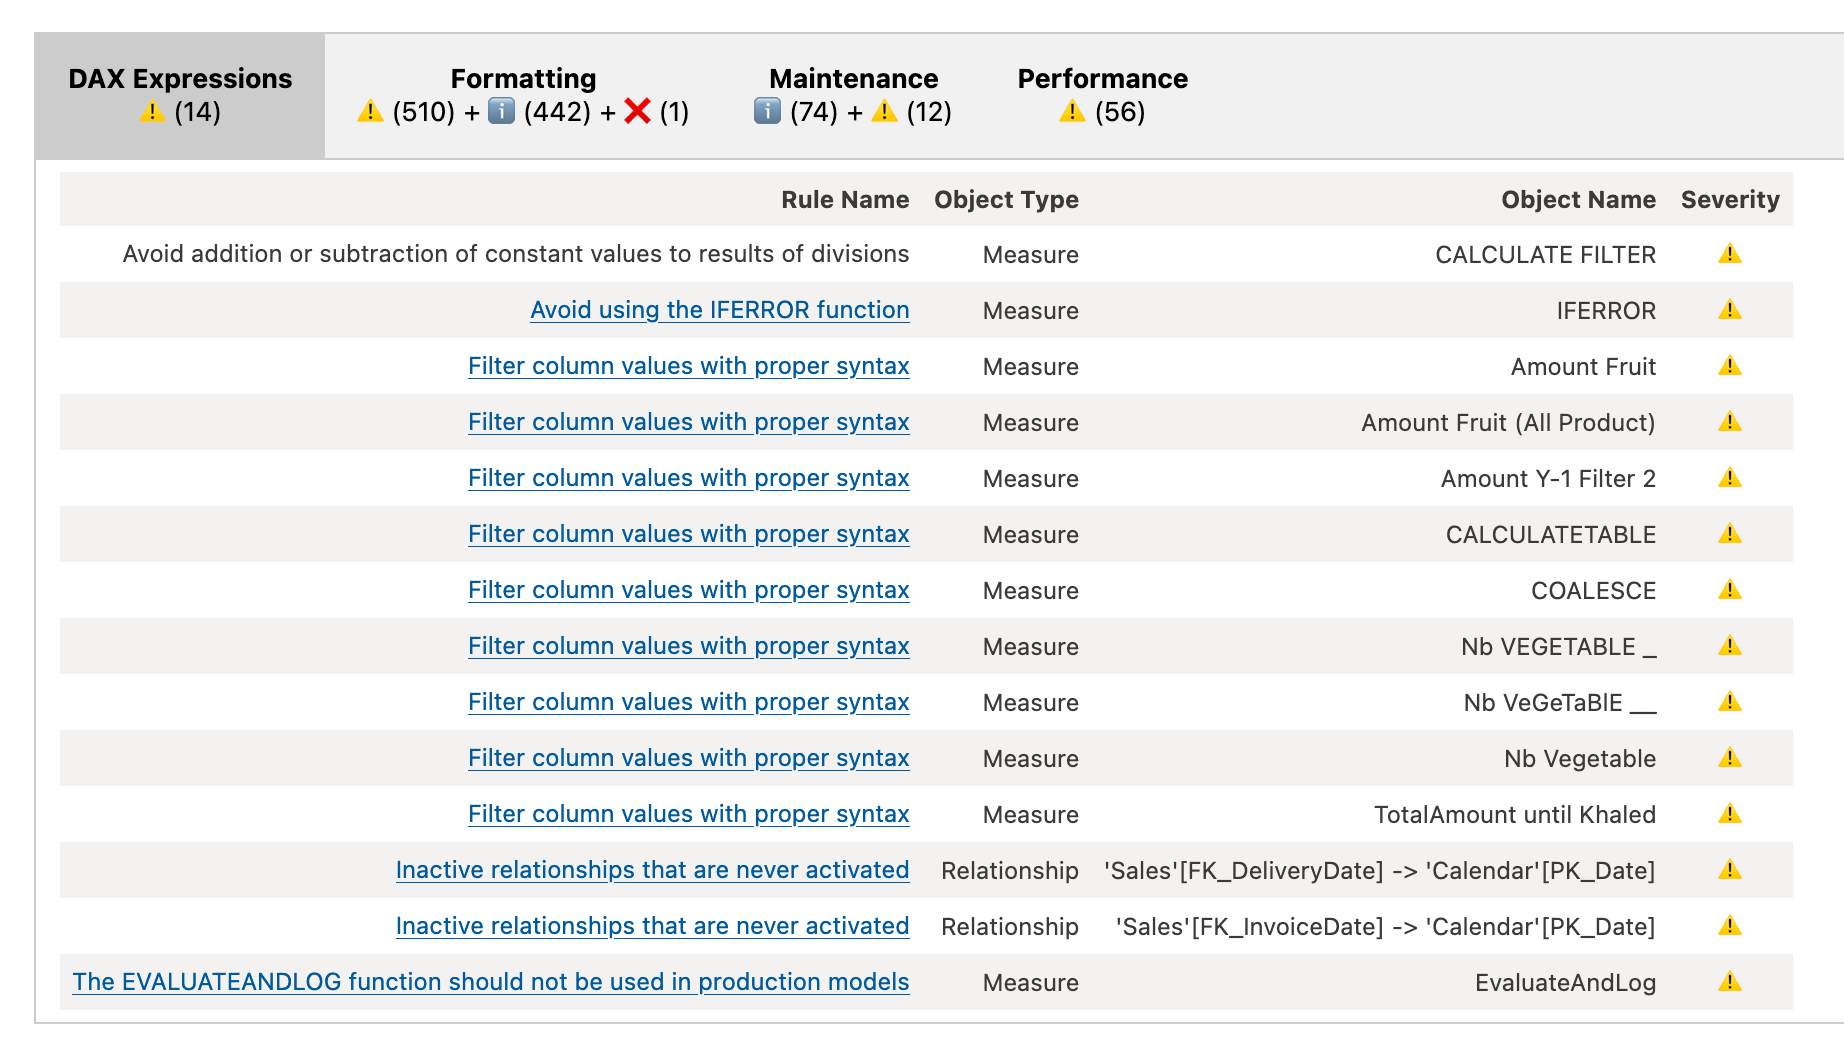 DAX Expressions Formatting Maintenance Performance
⚠️ (14) ⚠️ (510) + ℹ️ (442) + ❌ (1) ℹ️ (74) + ⚠️ (12) ⚠️ (56)
Rule Name Object Type Object Name Severity
Avoid addition or subtraction of constant values to results of divisions Measure CALCULATE FILTER ⚠️
Avoid using the IFERROR function Measure IFERROR ⚠️
Filter column values with proper syntax Measure Amount Fruit ⚠️
Filter column values with proper syntax Measure Amount Fruit (All Product) ⚠️
Filter column values with proper syntax Measure Amount Y-1 Filter 2 ⚠️
Filter column values with proper syntax Measure CALCULATETABLE ⚠️
Filter column values with proper syntax Measure COALESCE ⚠️
Filter column values with proper syntax Measure Nb VEGETABLE _ ⚠️
Filter column values with proper syntax Measure Nb VeGeTaBlE __ ⚠️
Filter column values with proper syntax Measure Nb Vegetable ⚠️
Filter column values with proper syntax Measure TotalAmount until Khaled ⚠️
Inactive relationships that are never activated Relationship 'Sales'[FK_DeliveryDate] -> 'Calendar'[PK_Date] ⚠️
Inactive relationships that are never activated Relationship 'Sales'[FK_InvoiceDate] -> 'Calendar'[PK_Date] ⚠️
The EVALUATEANDLOG function should not be used in production models Measure EvaluateAndLog ⚠️